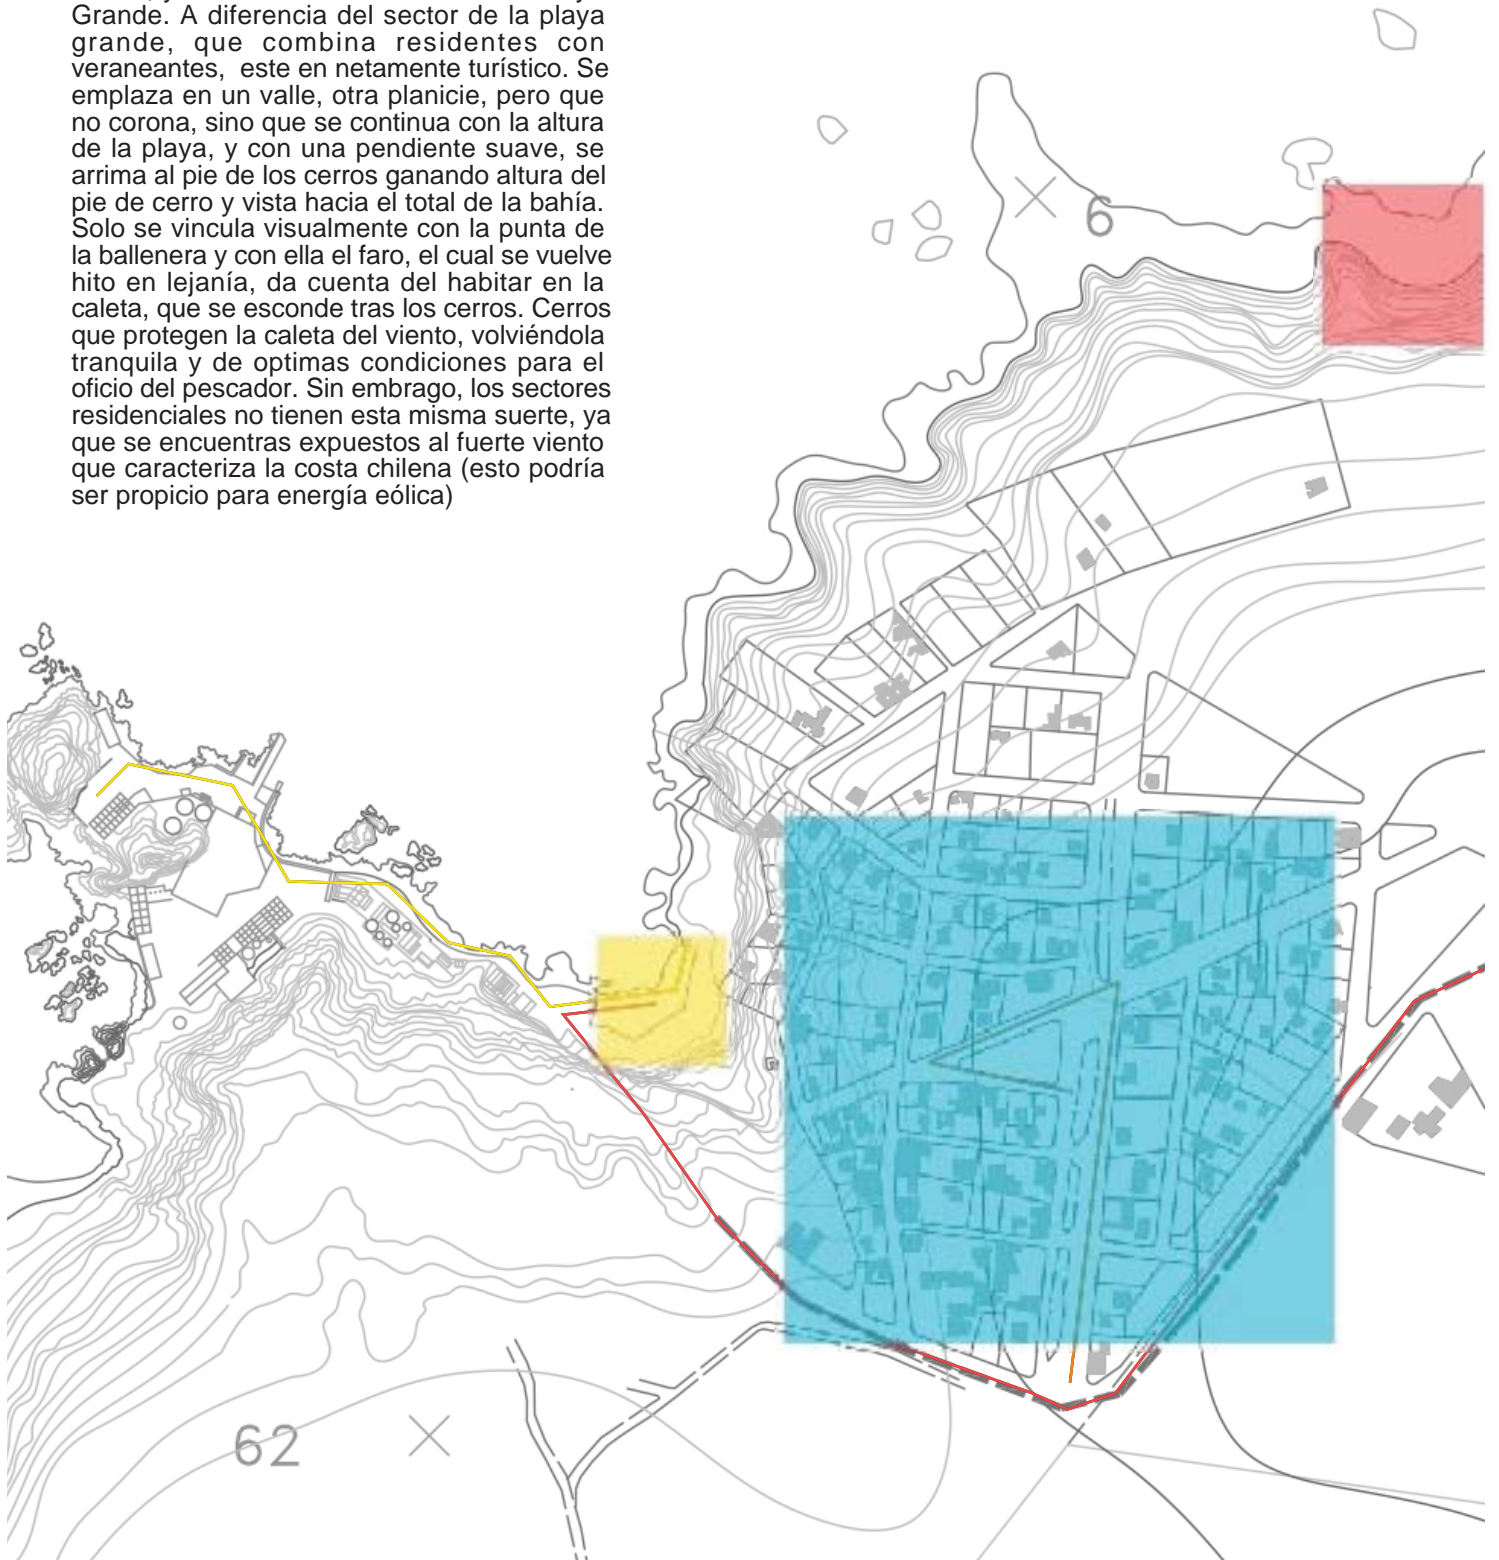 Grande. A diferencia del sector de la playa
grande, que combina residentes con
veraneantes, este en netamente turístico. Se
emplaza en un valle, otra planicie, pero que
no corona, sino que se continua con la altura
de la playa, y con una pendiente suave, se
arrima al pie de los cerros ganando altura del
pie de cerro y vista hacia el total de la bahía.
Solo se vincula visualmente con la punta de
la ballenera y con ella el faro, el cual se vuelve
hito en lejanía, da cuenta del habitar en la
caleta, que se esconde tras los cerros. Cerros
que protegen la caleta del viento, volviéndola
tranquila y de optimas condiciones para el
oficio del pescador. Sin embrago, los sectores
residenciales no tienen esta misma suerte, ya
que se encuentras expuestos al fuerte viento
que caracteriza la costa chilena (esto podría
ser propicio para energía eólica)
6
62